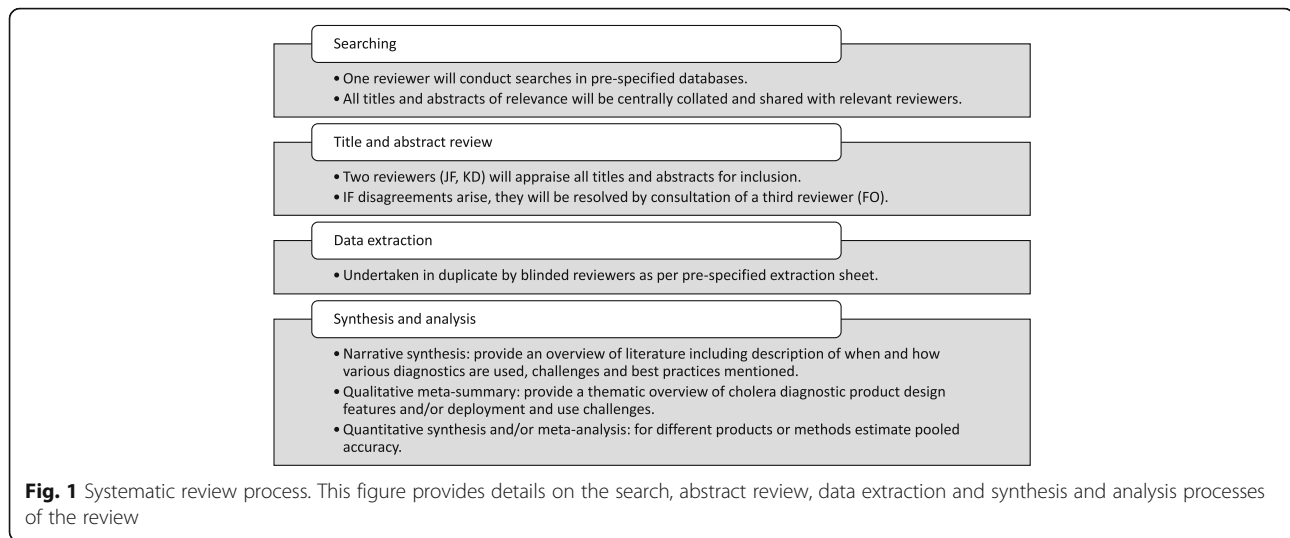 Searching
• One reviewer will conduct searches in pre-specified databases.
• All titles and abstracts of relevance will be centrally collated and shared with relevant reviewers.
Title and abstract review
• Two reviewers (JF, KD) will appraise all titles and abstracts for inclusion.
• IF disagreements arise, they will be resolved by consultation of a third reviewer (FO).
Data extraction
• Undertaken in duplicate by blinded reviewers as per pre-specified extraction sheet.
Synthesis and analysis
• Narrative synthesis: provide an overview of literature including description of when and how
various diagnostics are used, challenges and best practices mentioned.
• Qualitative meta-summary: provide a thematic overview of cholera diagnostic product design
features and/or deployment and use challenges.
• Quantitative synthesis and/or meta-analysis: for different products or methods estimate pooled
accuracy.
Fig. 1 Systematic review process. This figure provides details on the search, abstract review, data extraction and synthesis and analysis processes
of the review